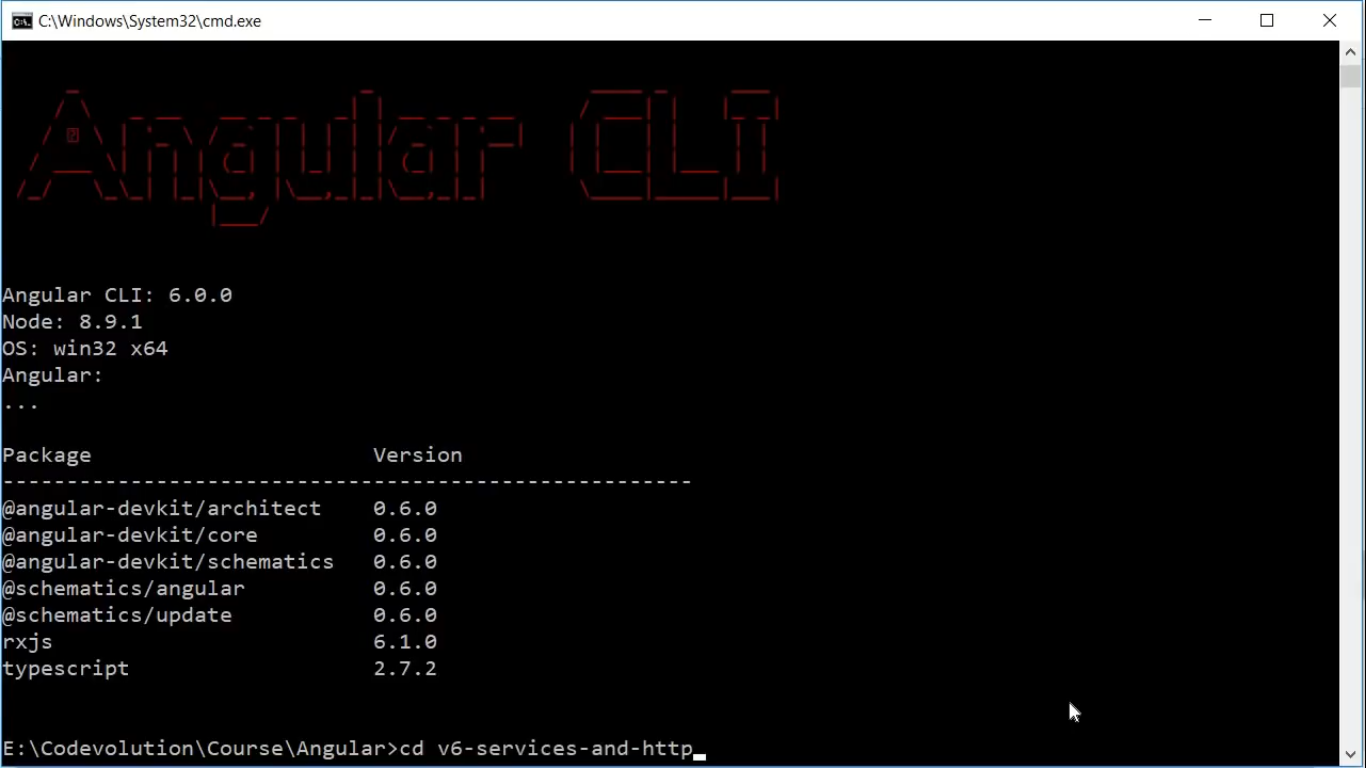 C:\Windows\System32\cmd.exe
Angular CLI
Angular CLI: 6.0.0
Node: 8.9.1
OS: win32 x64
Angular:
...
Package Version
------------------------------------------------------
@angular-devkit/architect 0.6.0
@angular-devkit/core 0.6.0
@angular-devkit/schematics 0.6.0
@schematics/angular 0.6.0
@schematics/update 0.6.0
rxjs 6.1.0
typescript 2.7.2
E:\Codevolution\Course\Angular>cd v6-services-and-http_